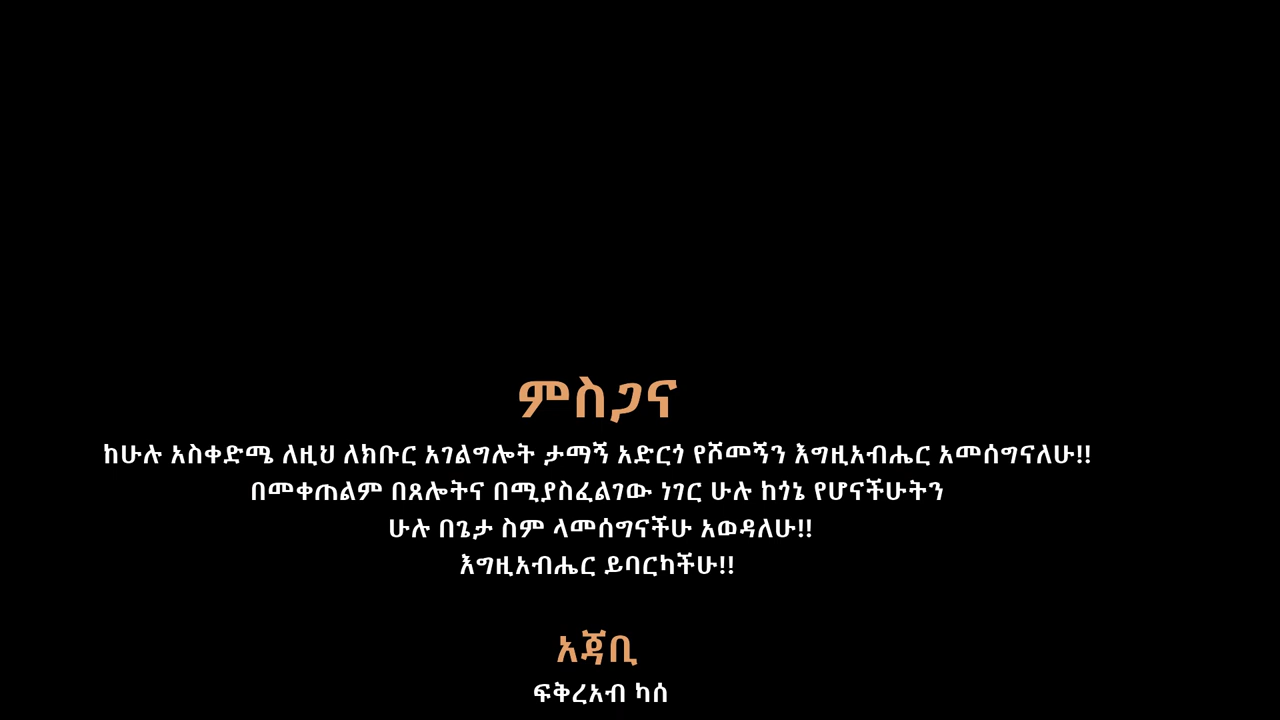 ምስጋና
ከሁሉ አስቀድሜ ለዚህ ለክቡር አገልግሎት ታማኝ አድርጎ የሾመኝን እግዚአብሔር አመሰግናለሁ!!
በመቀጠልም በጸሎትና በሚያስፈልገው ነገር ሁሉ ከጎኔ የሆናችሁትን
ሁሉ በጌታ ስም ላመሰግናችሁ አወዳለሁ!!
እግዚአብሔር ይባርካችሁ!!
አጃቢ
ፍቅረአብ ካሰ